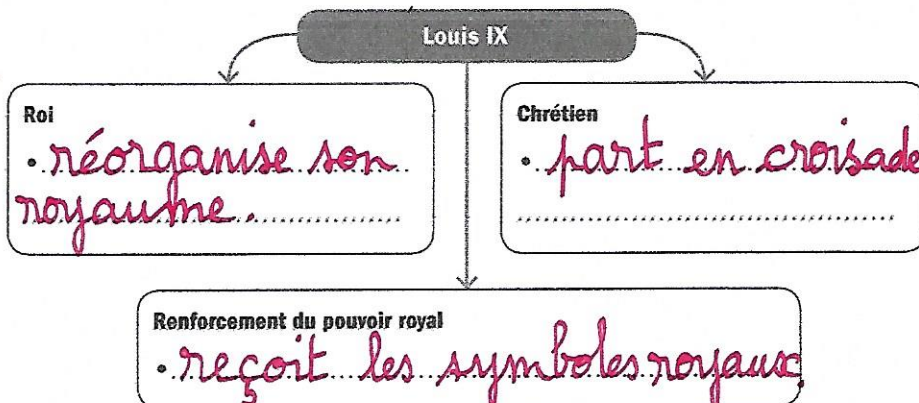 Louis IX
Roi
• réorganise son
royaume.
Chrétien
• part en croisade
Renforcement du pouvoir royal
• reçoit les symboles royaux.